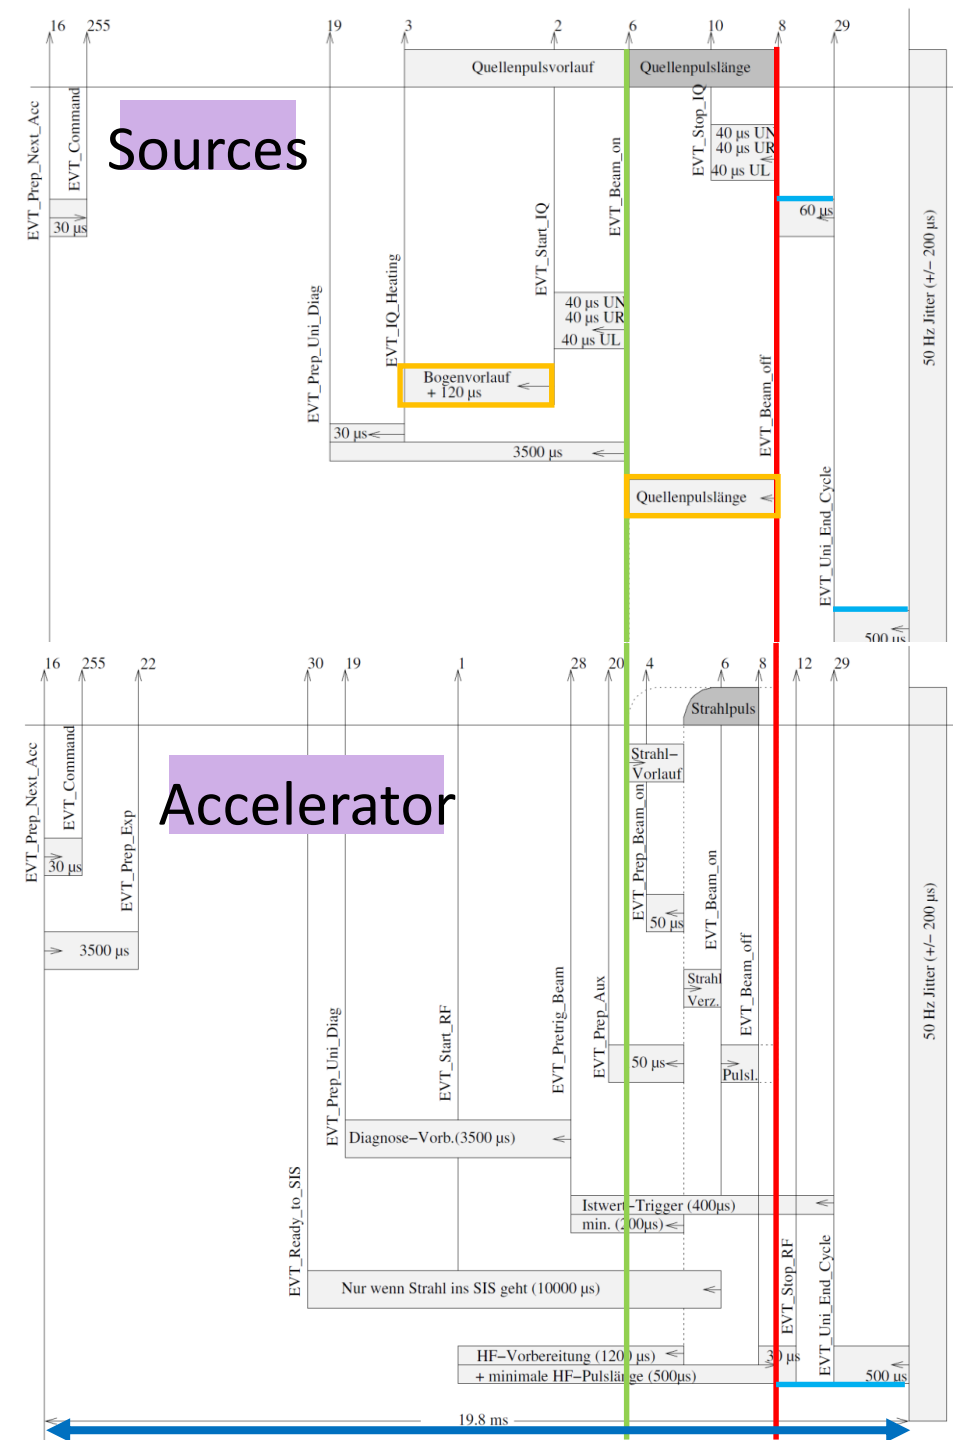 16 255 19 3 2 6 10 8 29
Quellenpulsvorlauf Quellenpulslänge
EVT_Prep_Next_Acc
EVT_Command
Sources
EVT_Prep_Uni_Diag
EVT_IQ_Heating
EVT_Start_IQ
EVT_Beam_on
EVT_Stop_IQ
EVT_Beam_off
EVT_Uni_End_Cycle
50 Hz Jitter (+/− 200 µs)
40 µs UN
40 µs UR
40 µs UL
60 µs
30 µs
40 µs UN
40 µs UR
40 µs UL
Bogenvorlauf
+ 120 µs
30 µs
3500 µs
Quellenpulslänge
500 µs
16 255 22 30 19 1 28 20 4 6 8 12 29
Strahlpuls
EVT_Prep_Next_Acc
EVT_Command
EVT_Prep_Exp
Accelerator
Strahl−
Vorlauf
EVT_Ready_to_SIS
EVT_Prep_Uni_Diag
EVT_Start_RF
EVT_Pretrig_Beam
EVT_Prep_Aux
EVT_Prep_Beam_on
EVT_Beam_on
EVT_Beam_off
EVT_Stop_RF
EVT_Uni_End_Cycle
50 Hz Jitter (+/− 200 µs)
30 µs
50 µs
3500 µs
Strahl
Verz.
50 µs
Pulsl.
Diagnose−Vorb.(3500 µs)
Istwert−Trigger (400µs)
min. (200µs)
Nur wenn Strahl ins SIS geht (10000 µs)
HF−Vorbereitung (1200 µs)
30 µs
+ minimale HF−Pulslänge (500µs)
500 µs
19.8 ms